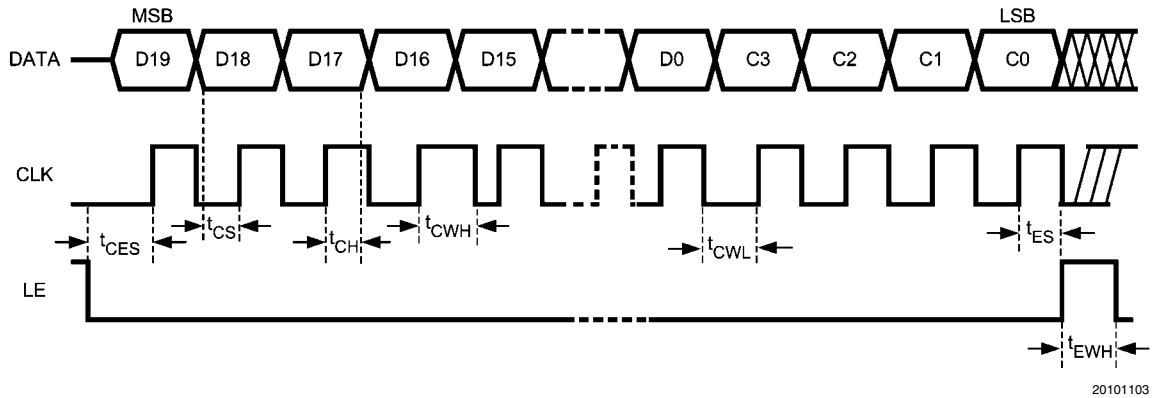 MSB LSB
DATA D19 D18 D17 D16 D15 D0 C3 C2 C1 C0
CLK
tCES tCS tCH tCWH tCWL tES
LE
tEWH
20101103